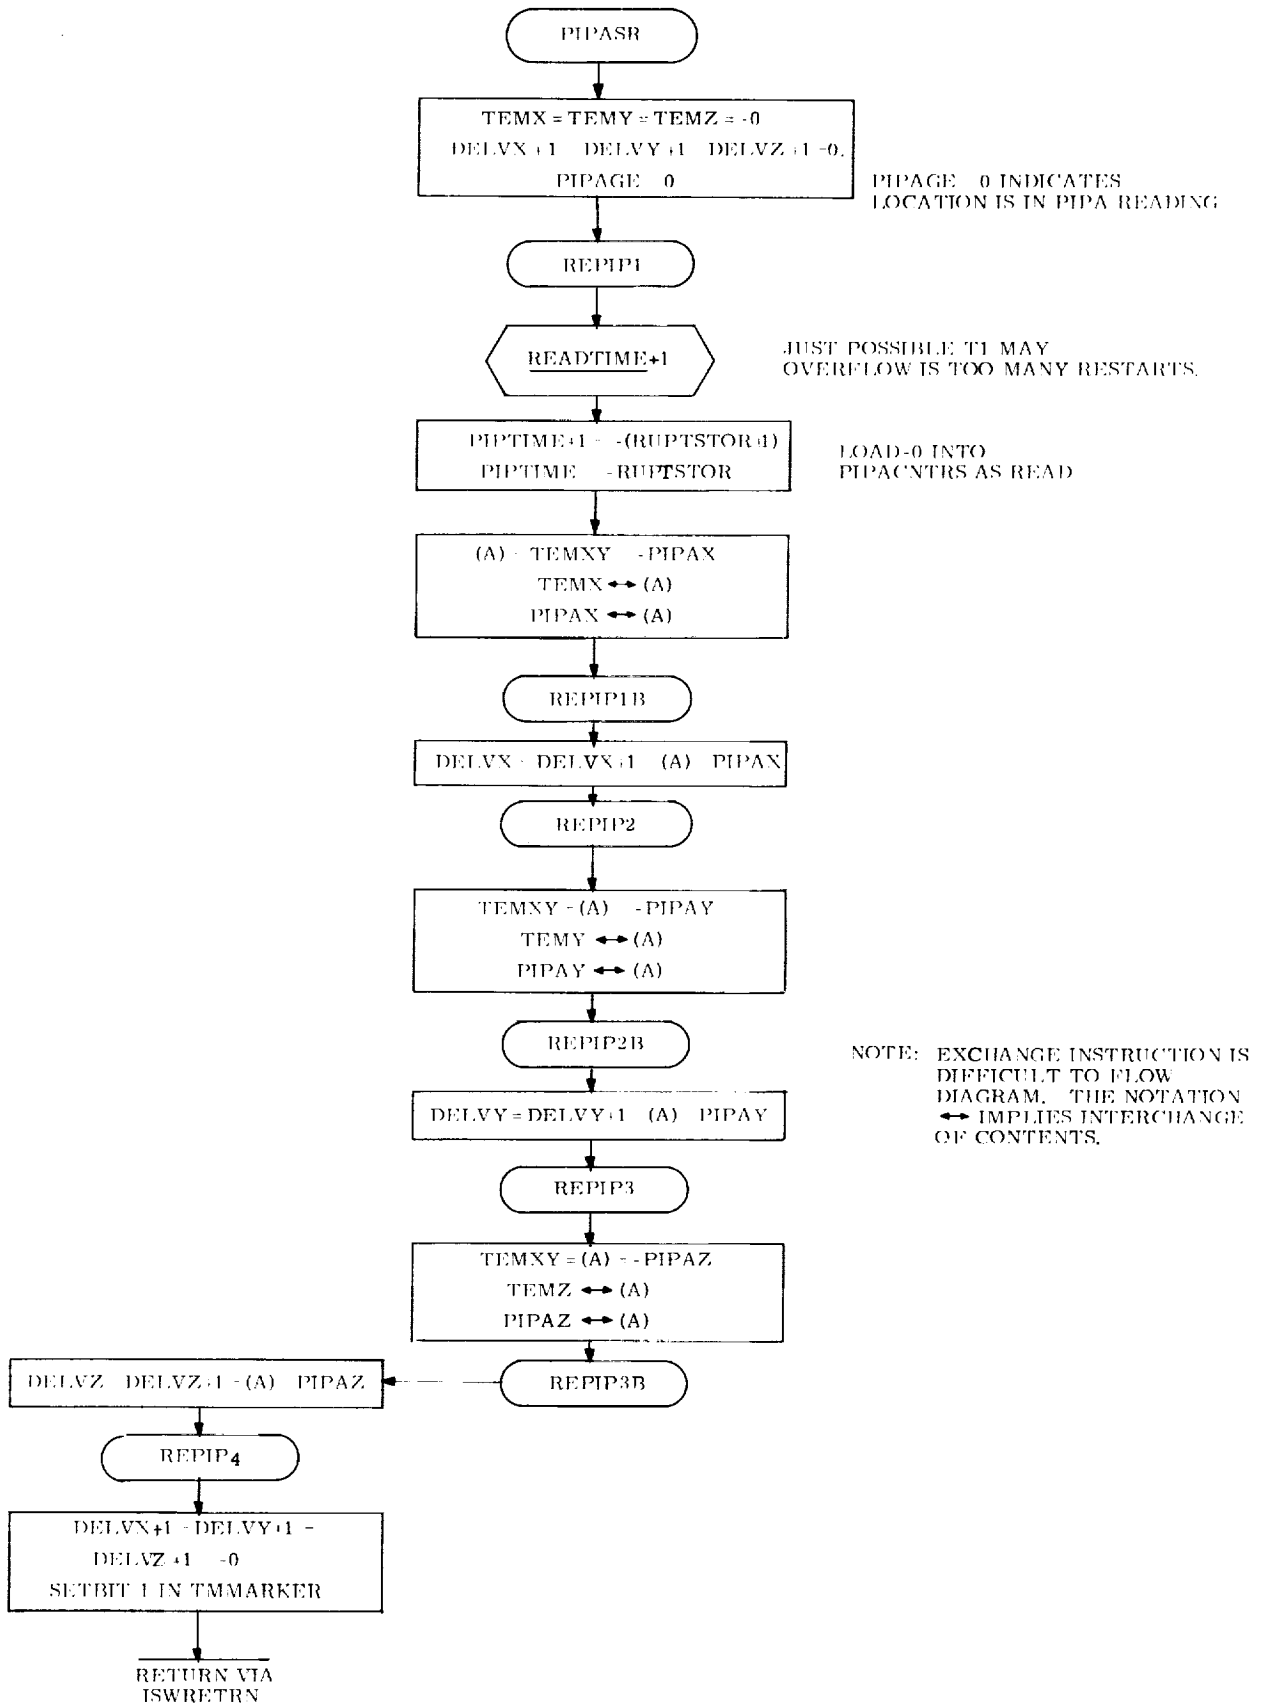 PIPASR
TEMX = TEMY = TEMZ = -0
DELVX+1 DELVY+1 DELVZ+1 -0.
PIPAGE 0
PIPAGE 0 INDICATES
LOCATION IS IN PIPA READING
REPIP1
READTIME+1
JUST POSSIBLE T1 MAY
OVERFLOW IS TOO MANY RESTARTS.
PIPTIME+1 - -(RUPTSTOR+1)
PIPTIME -RUPTSTOR
LOAD-0 INTO
PIPACNTRS AS READ
(A) - TEMXY -PIPAX
TEMX ↔ (A)
PIPAX ↔ (A)
REPIP1B
DELVX - DELVX+1 (A) PIPAX
REPIP2
TEMXY - (A) -PIPAY
TEMY ↔ (A)
PIPAY ↔ (A)
REPIP2B
NOTE: EXCHANGE INSTRUCTION IS
DIFFICULT TO FLOW
DIAGRAM. THE NOTATION
↔ IMPLIES INTERCHANGE
OF CONTENTS.
DELVY = DELVY+1 (A) PIPAY
REPIP3
TEMXY = (A) - -PIPAZ
TEMZ ↔ (A)
PIPAZ ↔ (A)
REPIP3B
DELVZ DELVZ+1 - (A) PIPAZ
REPIP4
DELVX+1 - DELVY+1 -
DELVZ+1 -0
SETBIT 1 IN TMMARKER
RETURN VIA
ISWRETRN